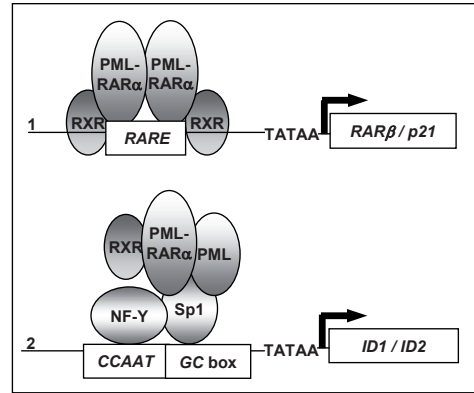 PML- PML-
RARα RARα
RXR RXR
1 RARE TATAA RARβ / p21
PML-
RXR RARα PML
NF-Y Sp1
2 TATAA ID1 / ID2
CCAAT GC box